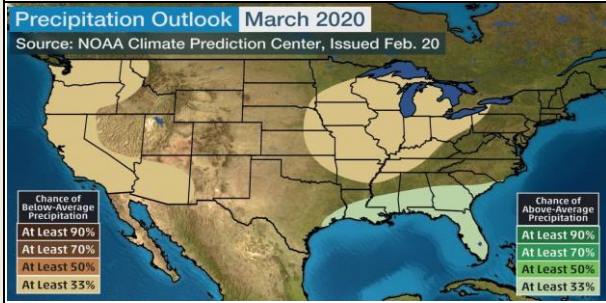 Precipitation Outlook March 2020
Source: NOAA Climate Prediction Center, Issued Feb. 20
Chance of
Below-Average
Precipitation
At Least 90%
At Least 70%
At Least 50%
At Least 33%
Chance of
Above-Average
Precipitation
At Least 90%
At Least 70%
At Least 50%
At Least 33%